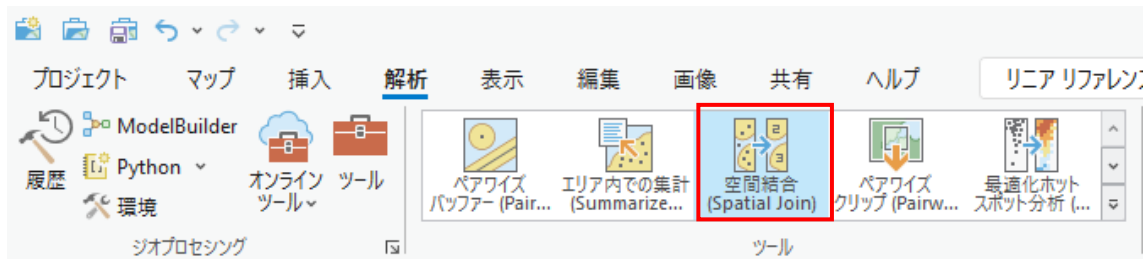 プロジェクト マップ 挿入 解析 表示 編集 画像 共有 ヘルプ リニア リファレンス
履歴
ModelBuilder
Python
環境
オンライン
ツール
ツール
ペアワイズ
バッファー (Pair...
エリア内での集計
(Summarize...
空間結合
(Spatial Join)
ペアワイズ
クリップ (Pairw...
最適化ホット
スポット分析 (...
ジオプロセシング
ツール